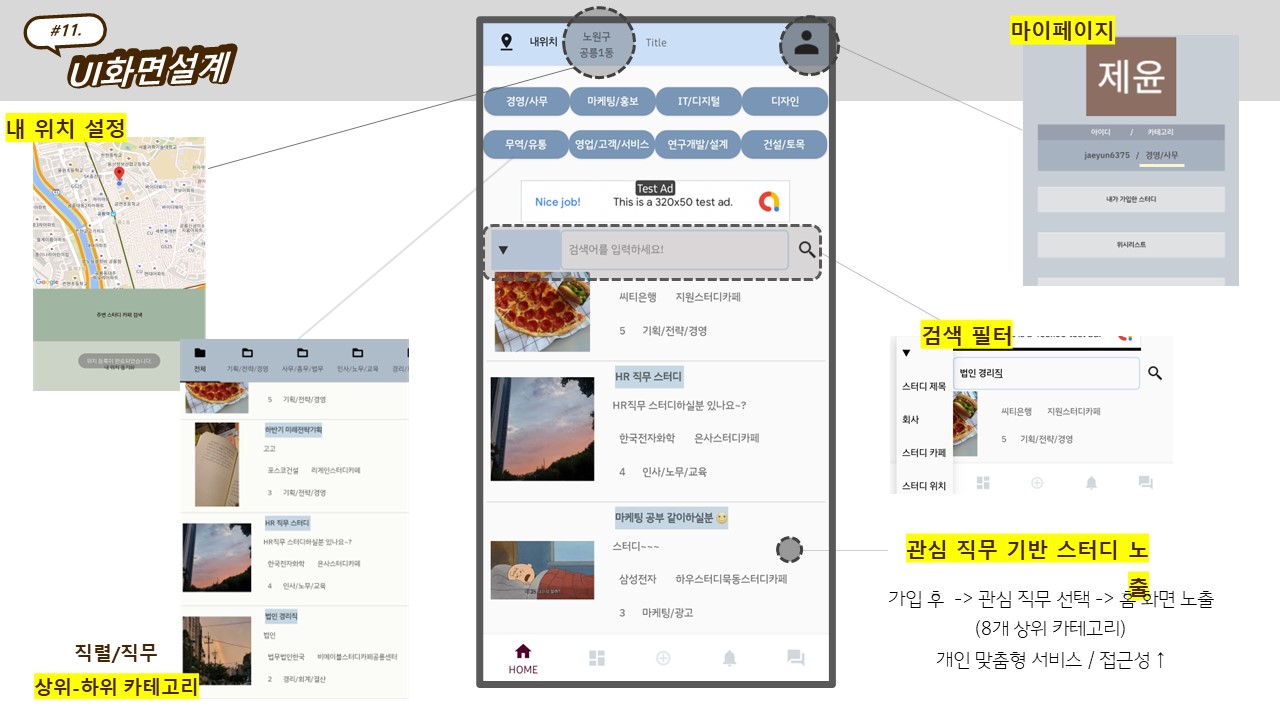 #11.
UI화면설계
내 위치 설정
Google
GS25
CU
GS25
CU
CU
주변 스터디 카페 검색
위치 등록이 완료되었습니다.
전체
기획/전략/경영
사무/총무/법무
인사/노무/교육
5 기획/전략/경영
하반기 미래전략기획
고고
포스코건설 리게인스터디카페
3 기획/전략/경영
HR 직무 스터디
HR직무 스터디하실분 있나요~?
한국전자화학 은사스터디카페
4 인사/노무/교육
법인 경리직
법인
법무법인한국 비에이블스터디카페공릉센터
2 경리/회계/결산
직렬/직무
상위-하위 카테고리
내위치
노원구
공릉1동
Title
경영/사무 마케팅/홍보 IT/디지털 디자인
무역/유통 영업/고객/서비스 연구개발/설계 건설/토목
Test Ad
Nice job! This is a 320x50 test ad.
▼ 검색어를 입력하세요!
씨티은행 지원스터디카페
5 기획/전략/경영
HR 직무 스터디
HR직무 스터디하실분 있나요~?
한국전자화학 은사스터디카페
4 인사/노무/교육
마케팅 공부 같이하실분 😄
스터디~~~
삼성전자 하우스터디묵동스터디카페
3 마케팅/광고
HOME
마이페이지
제윤
아이디 / 카테고리
jaeyun6375 / 경영/사무
내가 가입한 스터디
위시리스트
검색 필터
▼ 법인 경리직
스터디 제목
회사
스터디 카페
스터디 위치
씨티은행 지원스터디카페
5 기획/전략/경영
관심 직무 기반 스터디 노
출
가입 후 -> 관심 직무 선택 -> 홈 화면 노출
(8개 상위 카테고리)
개인 맞춤형 서비스 / 접근성↑